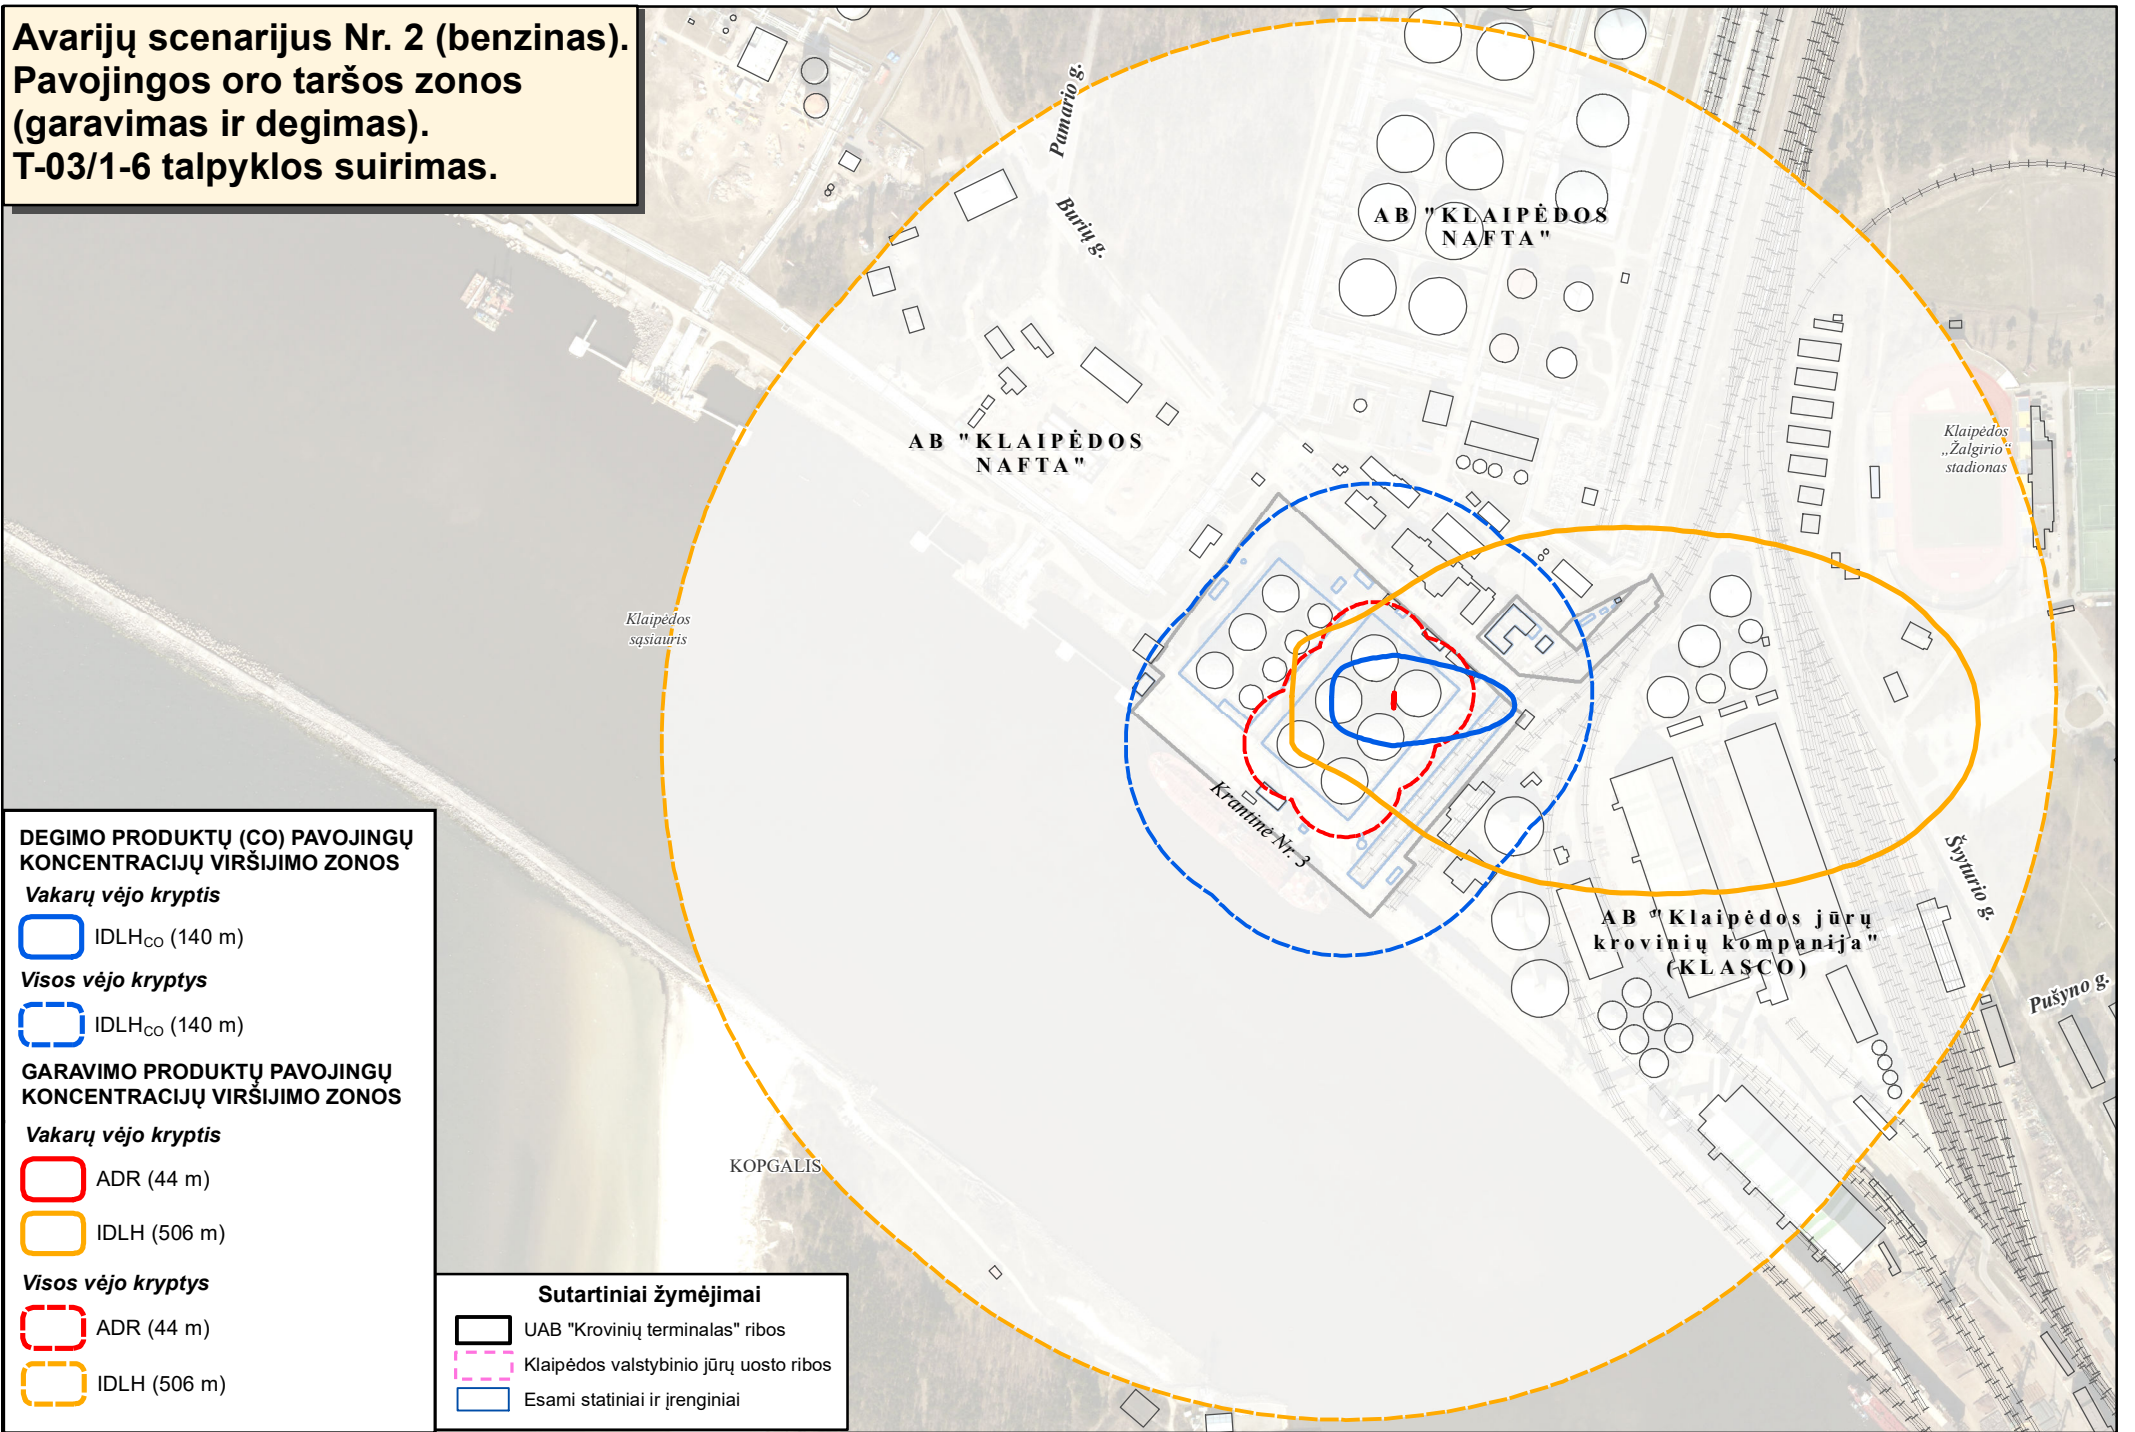 Avarijų scenarijus Nr. 2 (benzinas).
Pavojingos oro taršos zonos
(garavimas ir degimas).
T-03/1-6 talpyklos suirimas.
Pamario g.
Burių g.
AB "KLAIPĖDOS
NAFTA"
AB "KLAIPĖDOS
NAFTA"
Klaipėdos
„Žalgirio“
stadionas
Klaipėdos
sąsiauris
Krantinė Nr. 3
Švyturio g.
AB "Klaipėdos jūrų
krovinių kompanija"
(KLASCO)
Pušyno g.
KOPGALIS
DEGIMO PRODUKTŲ (CO) PAVOJINGŲ
KONCENTRACIJŲ VIRŠIJIMO ZONOS
Vakarų vėjo kryptis
IDLHCO (140 m)
Visos vėjo kryptys
IDLHCO (140 m)
GARAVIMO PRODUKTŲ PAVOJINGŲ
KONCENTRACIJŲ VIRŠIJIMO ZONOS
Vakarų vėjo kryptis
ADR (44 m)
IDLH (506 m)
Visos vėjo kryptys
ADR (44 m)
IDLH (506 m)
Sutartiniai žymėjimai
UAB "Krovinių terminalas" ribos
Klaipėdos valstybinio jūrų uosto ribos
Esami statiniai ir įrenginiai